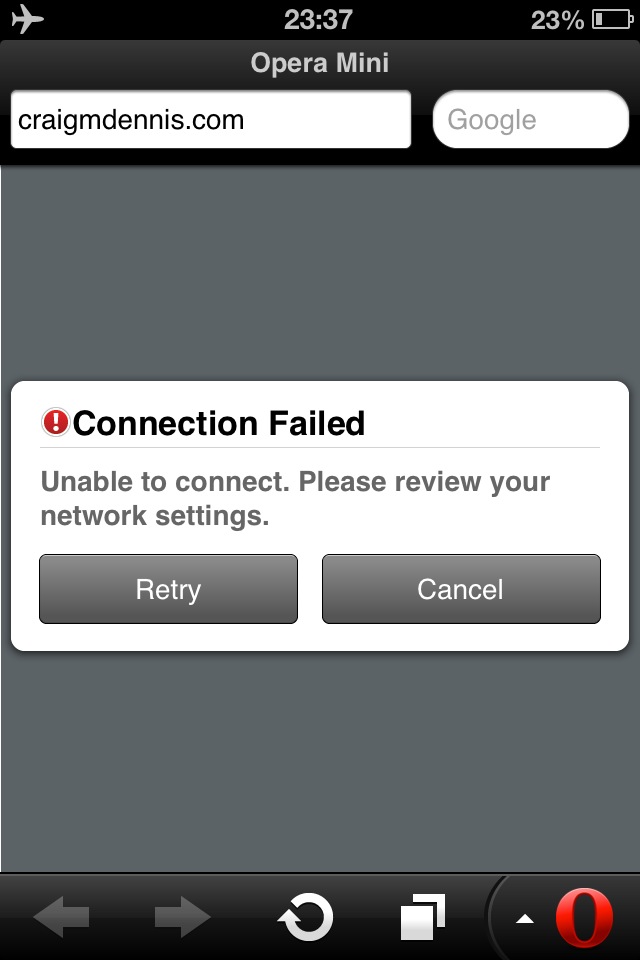 23:37
23%
Opera Mini
craigmdennis.com
Google
Connection Failed
Unable to connect. Please review your
network settings.
Retry
Cancel